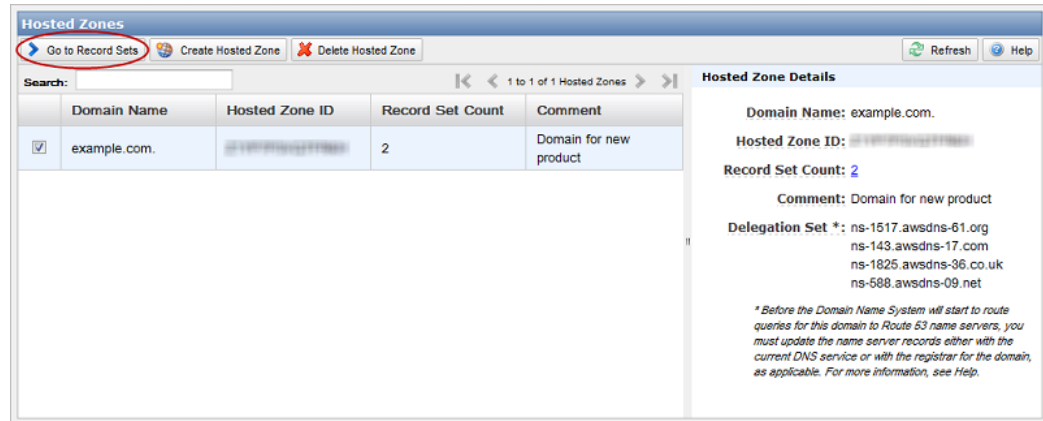 Hosted Zones
Go to Record Sets Create Hosted Zone Delete Hosted Zone Refresh Help
Search: 1 to 1 of 1 Hosted Zones
Domain Name Hosted Zone ID Record Set Count Comment
example.com. 2 Domain for new
product
Hosted Zone Details
Domain Name: example.com.
Hosted Zone ID:
Record Set Count: 2
Comment: Domain for new product
Delegation Set *: ns-1517.awsdns-61.org
ns-143.awsdns-17.com
ns-1825.awsdns-36.co.uk
ns-588.awsdns-09.net
* Before the Domain Name System will start to route
queries for this domain to Route 53 name servers, you
must update the name server records either with the
current DNS service or with the registrar for the domain,
as applicable. For more information, see Help.